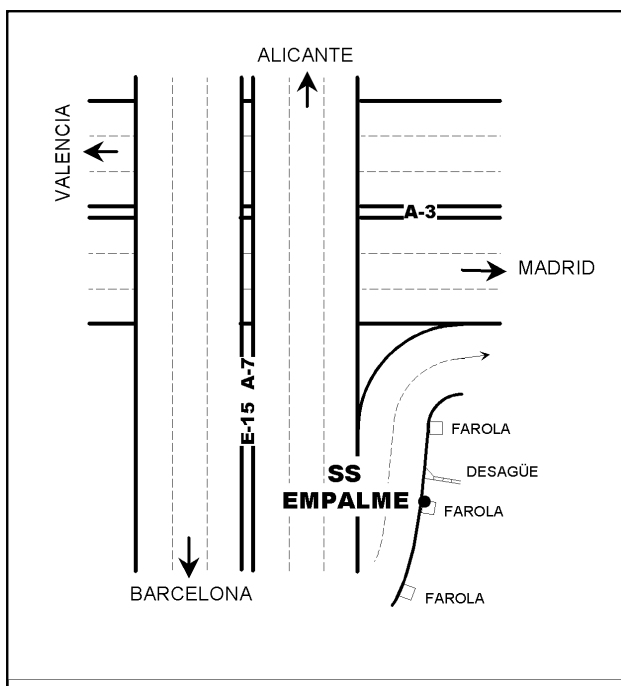 ALICANTE
VALENCIA
A-3
MADRID
E-15 A-7
FAROLA
DESAGÜE
SS
EMPALME
FAROLA
BARCELONA
FAROLA